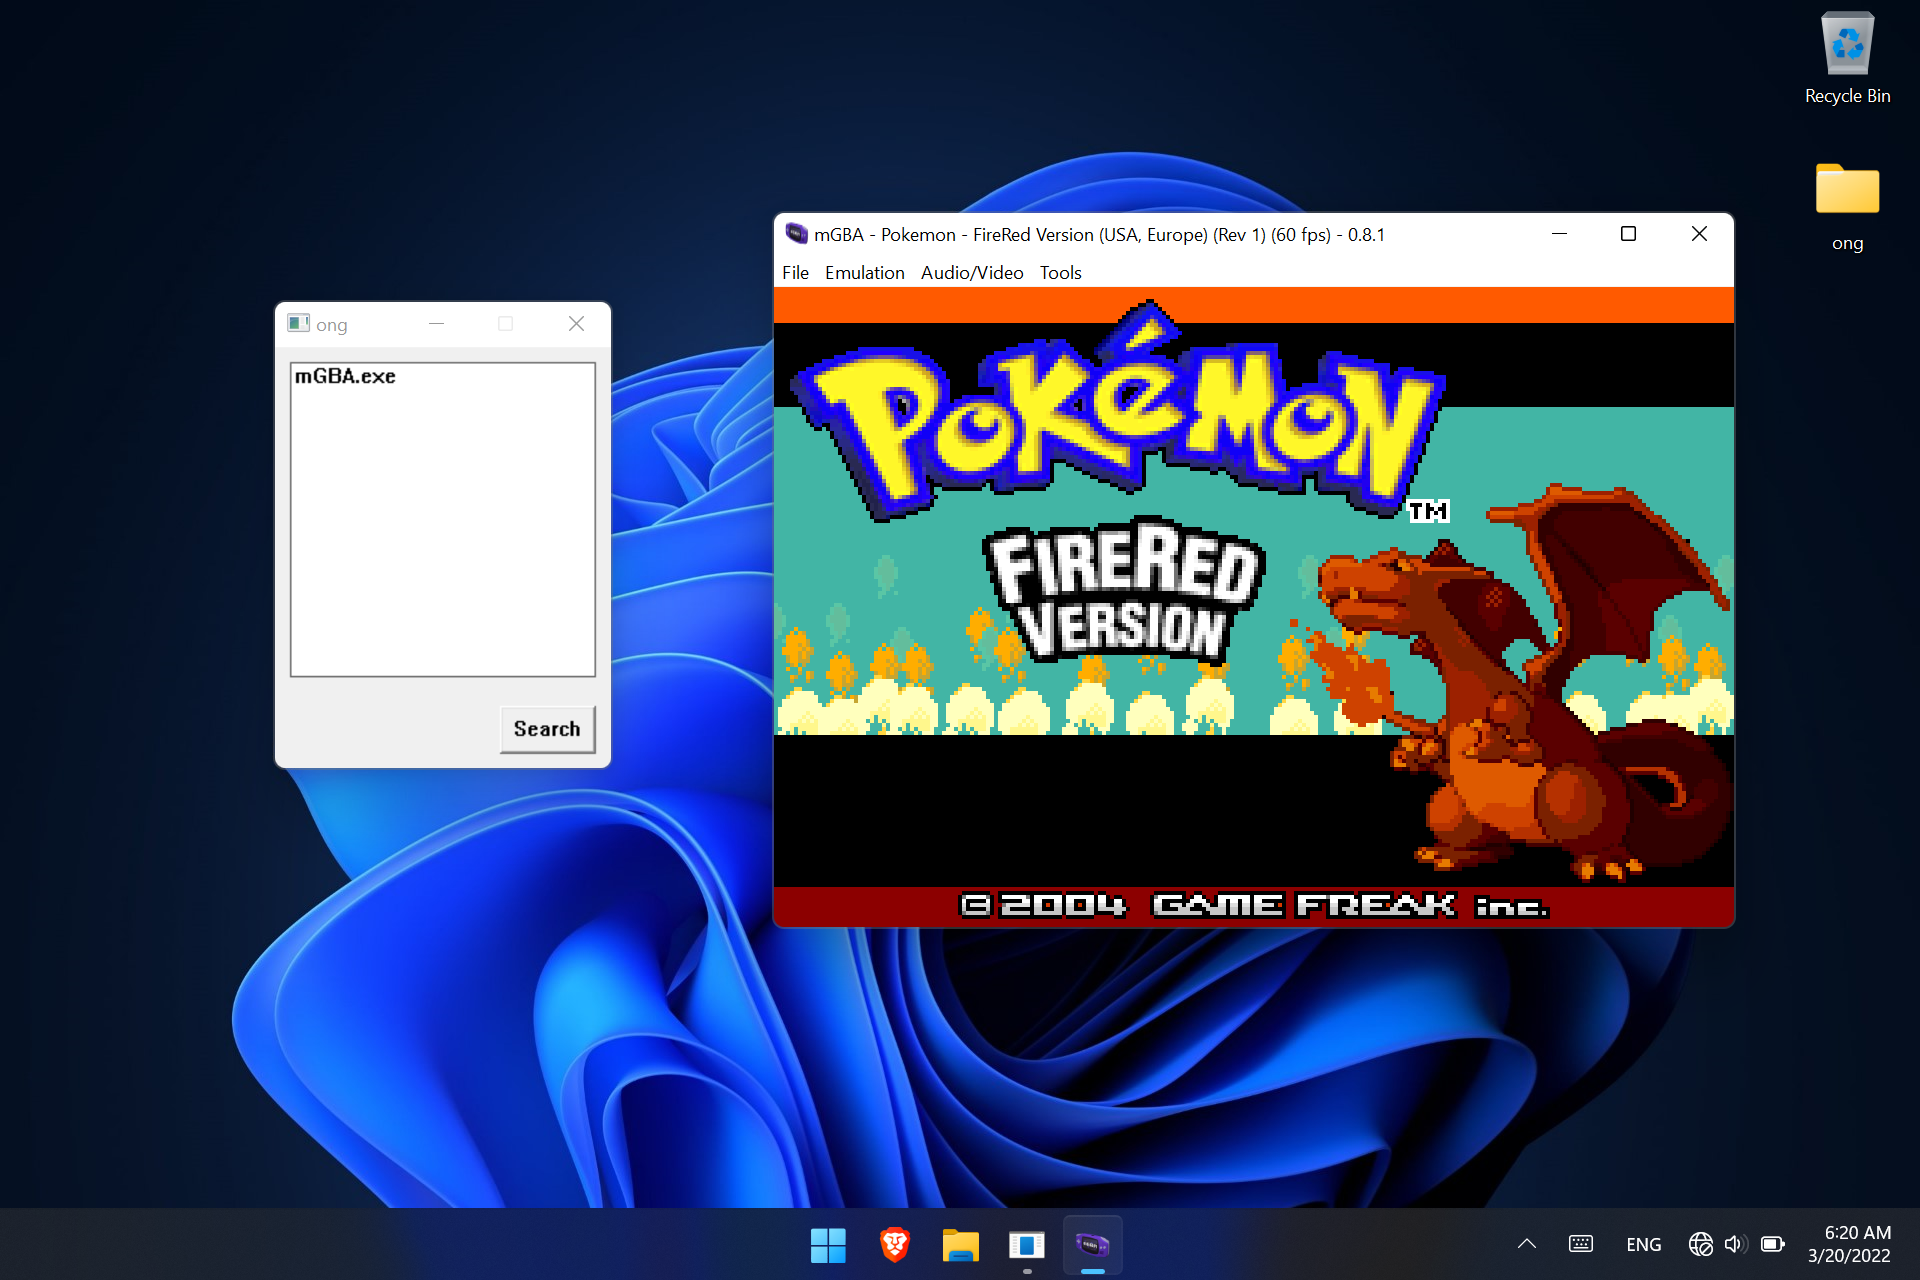 Recycle Bin
ong
mGBA - Pokemon - FireRed Version (USA, Europe) (Rev 1) (60 fps) - 0.8.1
File Emulation Audio/Video Tools
POKéMON
TM
FIRERED
VERSION
©2004 GAME FREAK inc.
ong
mGBA.exe
Search
ENG
6:20 AM
3/20/2022